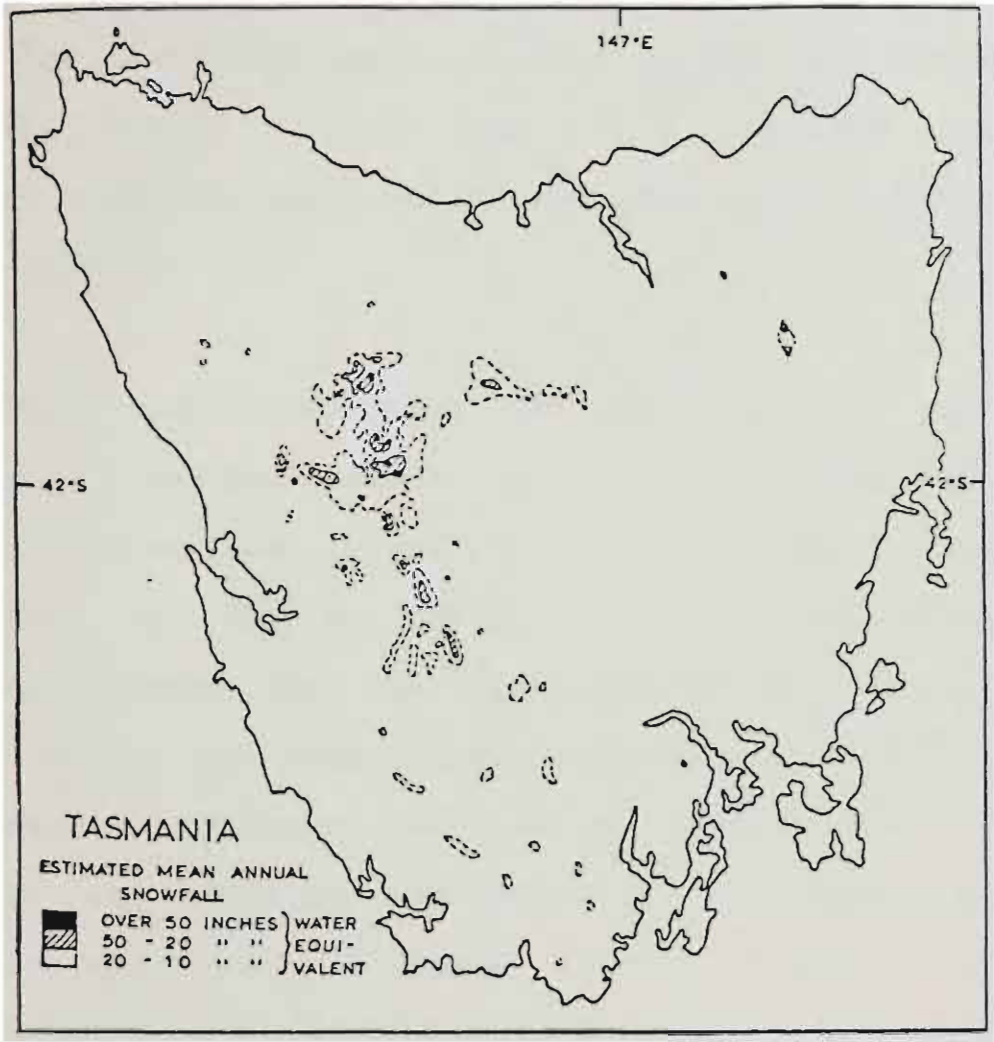 147°E
42°S
42°S
TASMANIA
ESTIMATED MEAN ANNUAL
SNOWFALL
OVER 50 INCHES } WATER
50 - 20 " " } EQUI-
20 - 10 " " } VALENT